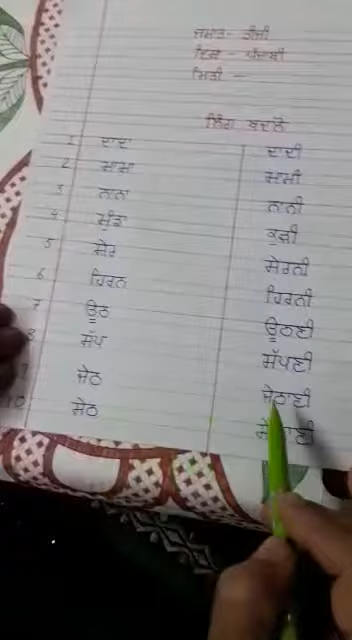 ਜਮਾਤ- ਤੀਜੀ
ਵਿਸ਼ਾ - ਪੰਜਾਬੀ
ਮਿਤੀ -
ਲਿੰਗ ਬਦਲੋ
1 ਦਾਦਾ ਦਾਦੀ
2 ਮਾਮਾ ਮਾਮੀ
3 ਨਾਨਾ ਨਾਨੀ
4 ਮੁੰਡਾ ਕੁੜੀ
5 ਸ਼ੇਰ ਸ਼ੇਰਨੀ
6 ਹਿਰਨ ਹਿਰਨੀ
7 ਊਠ ਊਠਣੀ
8 ਸੱਪ ਸੱਪਣੀ
ਜੇਠ ਜੇਠਾਣੀ
10 ਸੇਠ